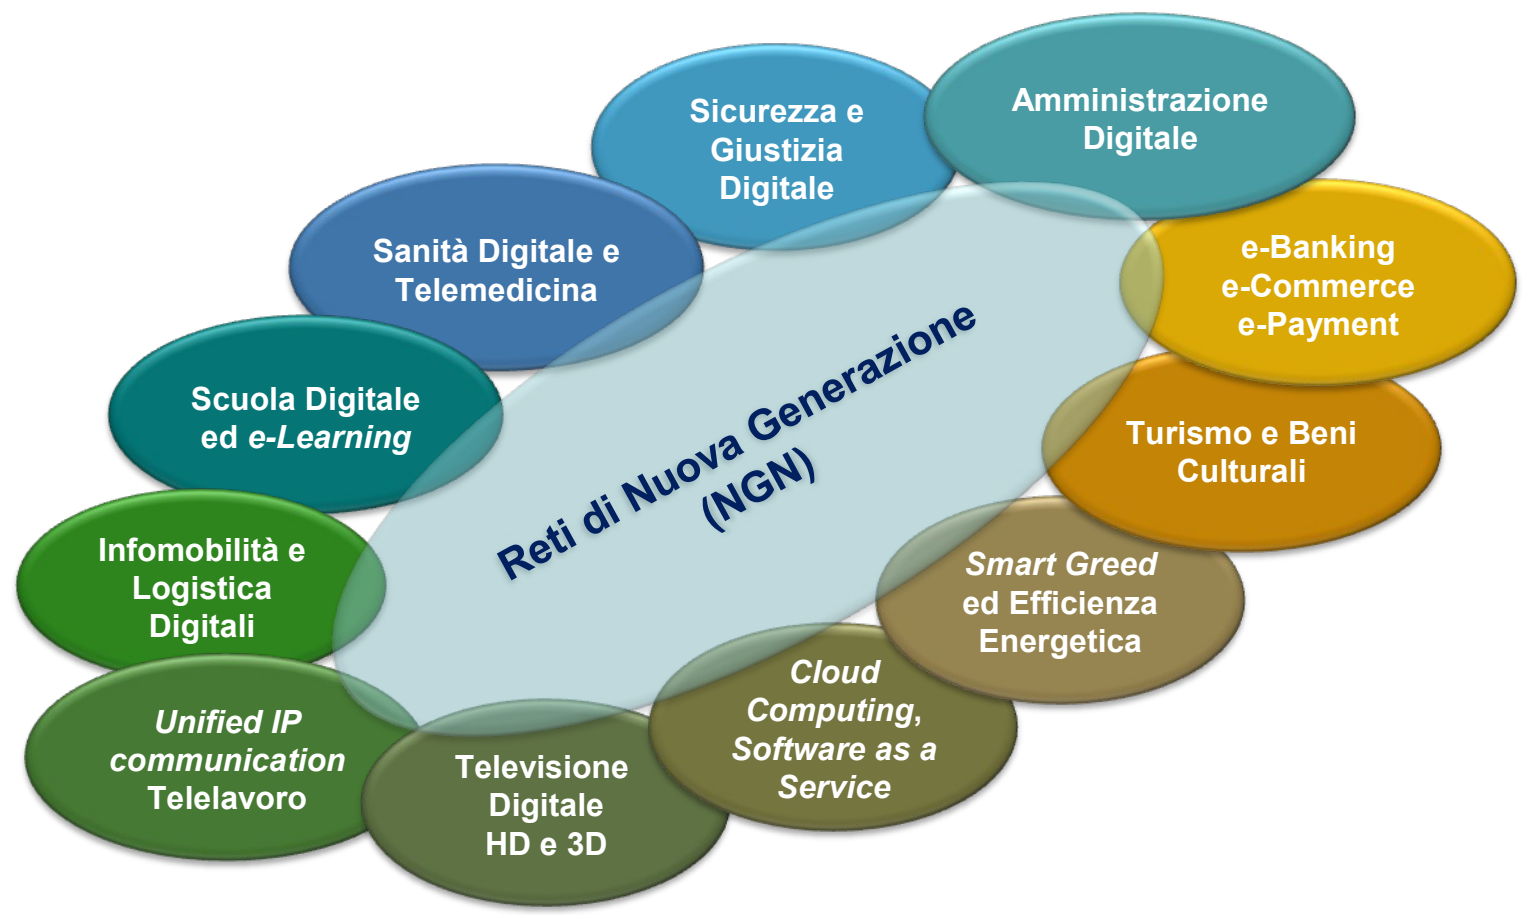 Sicurezza e
Giustizia
Digitale
Amministrazione
Digitale
Sanità Digitale e
Telemedicina
e-Banking
e-Commerce
e-Payment
Scuola Digitale
ed e-Learning
Reti di Nuova Generazione
(NGN)
Turismo e Beni
Culturali
Infomobilità e
Logistica
Digitali
Smart Greed
ed Efficienza
Energetica
Unified IP
communication
Telelavoro
Televisione
Digitale
HD e 3D
Cloud
Computing,
Software as a
Service